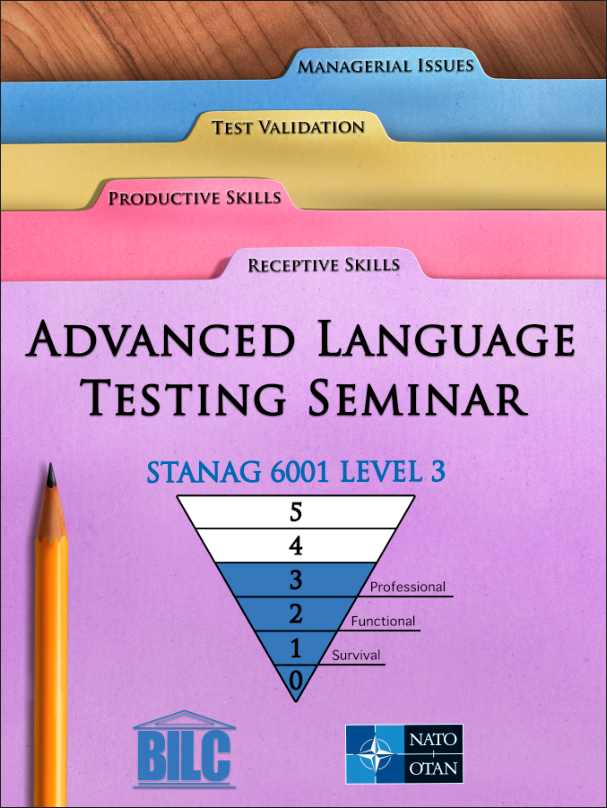 MANAGERIAL ISSUES
TEST VALIDATION
PRODUCTIVE SKILLS
RECEPTIVE SKILLS
ADVANCED LANGUAGE
TESTING SEMINAR
STANAG 6001 LEVEL 3
5
4
3
Professional
2
Functional
1
Survival
0
BILC
NATO
OTAN